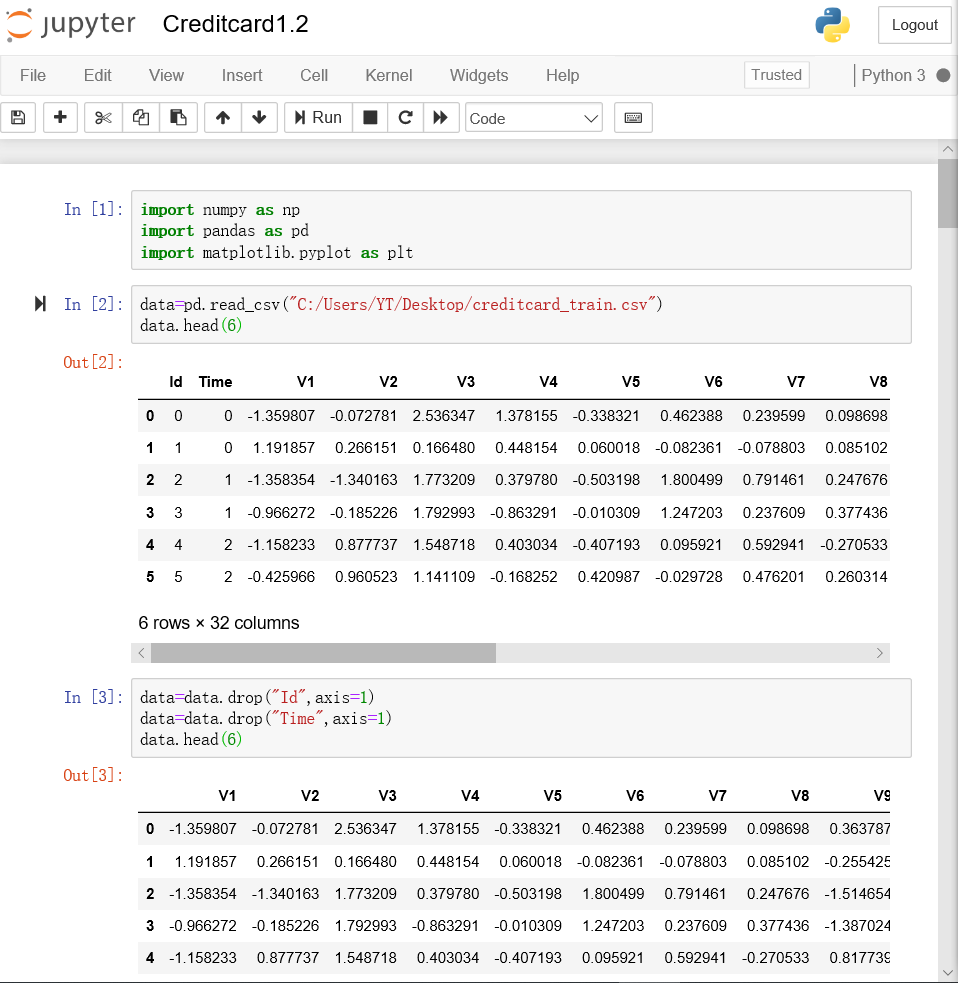 jupyter Creditcard1.2 Logout
File Edit View Insert Cell Kernel Widgets Help Trusted Python 3
Run Code
In [1]: import numpy as np
import pandas as pd
import matplotlib.pyplot as plt
In [2]: data=pd.read_csv("C:/Users/YT/Desktop/creditcard_train.csv")
data.head(6)
Out[2]:
Id Time V1 V2 V3 V4 V5 V6 V7 V8
0 0 0 -1.359807 -0.072781 2.536347 1.378155 -0.338321 0.462388 0.239599 0.098698
1 1 0 1.191857 0.266151 0.166480 0.448154 0.060018 -0.082361 -0.078803 0.085102
2 2 1 -1.358354 -1.340163 1.773209 0.379780 -0.503198 1.800499 0.791461 0.247676
3 3 1 -0.966272 -0.185226 1.792993 -0.863291 -0.010309 1.247203 0.237609 0.377436
4 4 2 -1.158233 0.877737 1.548718 0.403034 -0.407193 0.095921 0.592941 -0.270533
5 5 2 -0.425966 0.960523 1.141109 -0.168252 0.420987 -0.029728 0.476201 0.260314
6 rows × 32 columns
In [3]: data=data.drop("Id",axis=1)
data=data.drop("Time",axis=1)
data.head(6)
Out[3]:
V1 V2 V3 V4 V5 V6 V7 V8 V9
0 -1.359807 -0.072781 2.536347 1.378155 -0.338321 0.462388 0.239599 0.098698 0.363787
1 1.191857 0.266151 0.166480 0.448154 0.060018 -0.082361 -0.078803 0.085102 -0.255425
2 -1.358354 -1.340163 1.773209 0.379780 -0.503198 1.800499 0.791461 0.247676 -1.514654
3 -0.966272 -0.185226 1.792993 -0.863291 -0.010309 1.247203 0.237609 0.377436 -1.387024
4 -1.158233 0.877737 1.548718 0.403034 -0.407193 0.095921 0.592941 -0.270533 0.817739